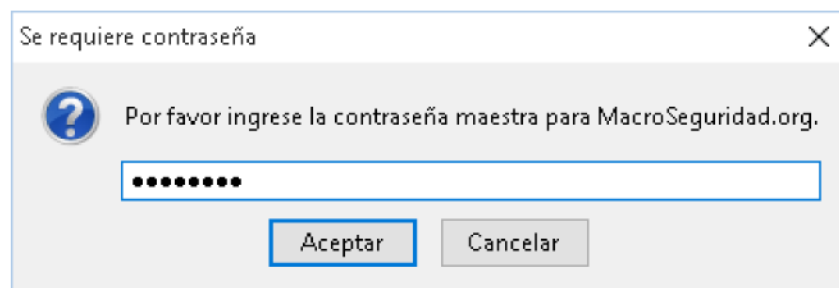 Se requiere contraseña
Por favor ingrese la contraseña maestra para MacroSeguridad.org.
••••••••
Aceptar
Cancelar